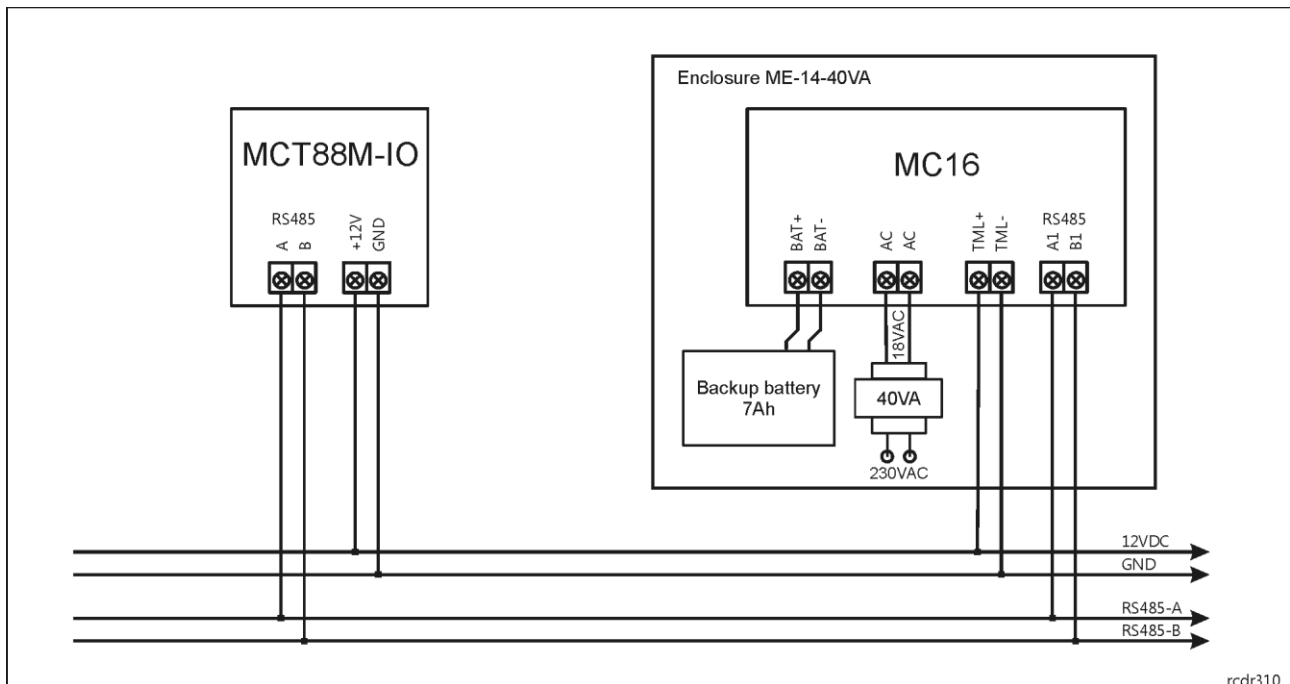 Enclosure ME-14-40VA
MCT88M-IO
RS485
A
B
+12V
GND
MC16
BAT+
BAT-
AC
AC
TML+
TML-
RS485
A1
B1
Backup battery
7Ah
18VAC
40VA
230VAC
12VDC
GND
RS485-A
RS485-B
rcdr310